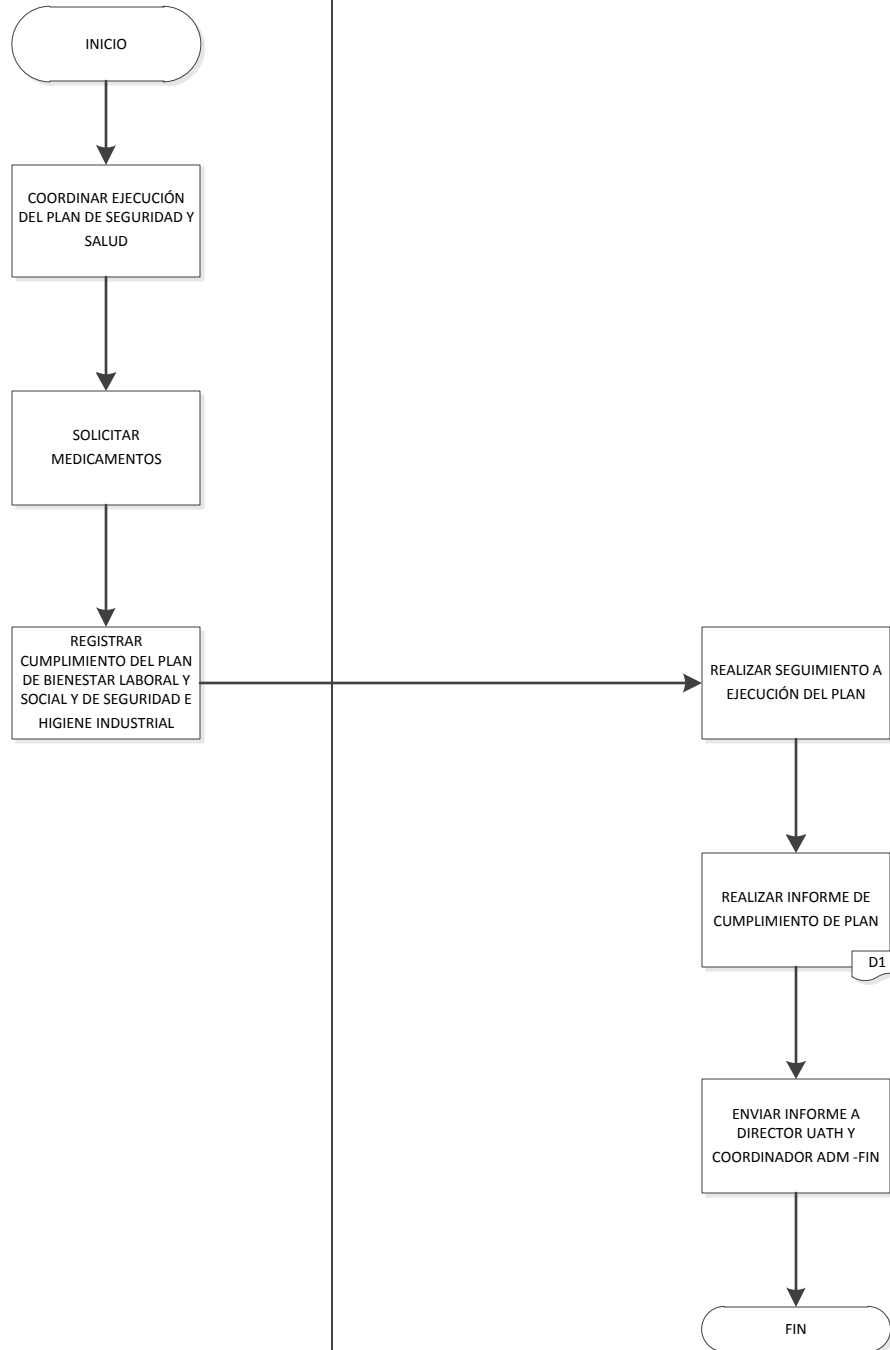 INICIO
COORDINAR EJECUCIÓN
DEL PLAN DE SEGURIDAD Y
SALUD
SOLICITAR
MEDICAMENTOS
REGISTRAR
CUMPLIMIENTO DEL PLAN
DE BIENESTAR LABORAL Y
SOCIAL Y DE SEGURIDAD E
HIGIENE INDUSTRIAL
REALIZAR SEGUIMIENTO A
EJECUCIÓN DEL PLAN
REALIZAR INFORME DE
CUMPLIMIENTO DE PLAN
D1
ENVIAR INFORME A
DIRECTOR UATH Y
COORDINADOR ADM -FIN
FIN